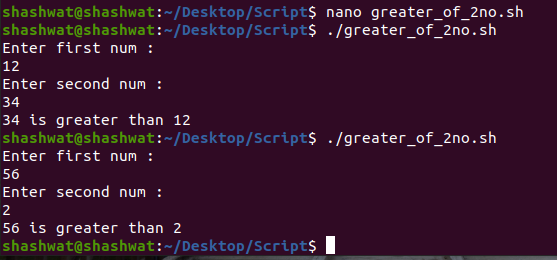 shashwat@shashwat:~/Desktop/Script$ nano greater_of_2no.sh
shashwat@shashwat:~/Desktop/Script$ ./greater_of_2no.sh
Enter first num :
12
Enter second num :
34
34 is greater than 12
shashwat@shashwat:~/Desktop/Script$ ./greater_of_2no.sh
Enter first num :
56
Enter second num :
2
56 is greater than 2
shashwat@shashwat:~/Desktop/Script$